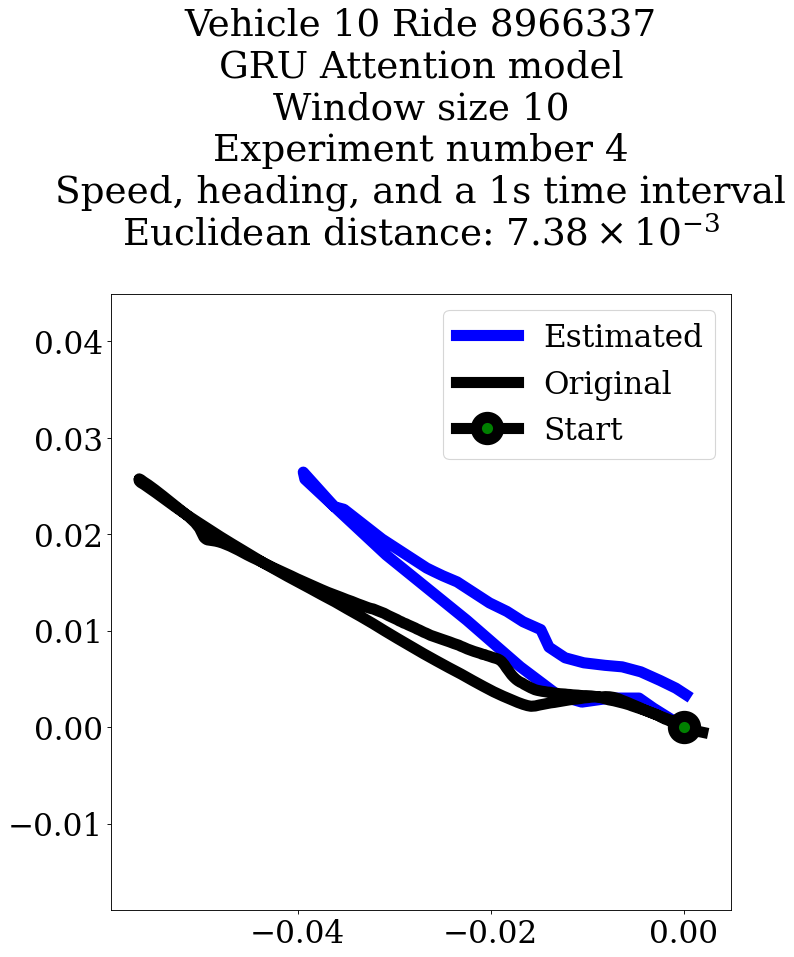 Vehicle 10 Ride 8966337
GRU Attention model
Window size 10
Experiment number 4
Speed, heading, and a 1s time interval
Euclidean distance: 7.38 × 10⁻³
Estimated
Original
Start
0.04
0.03
0.02
0.01
0.00
−0.01
−0.04
−0.02
0.00